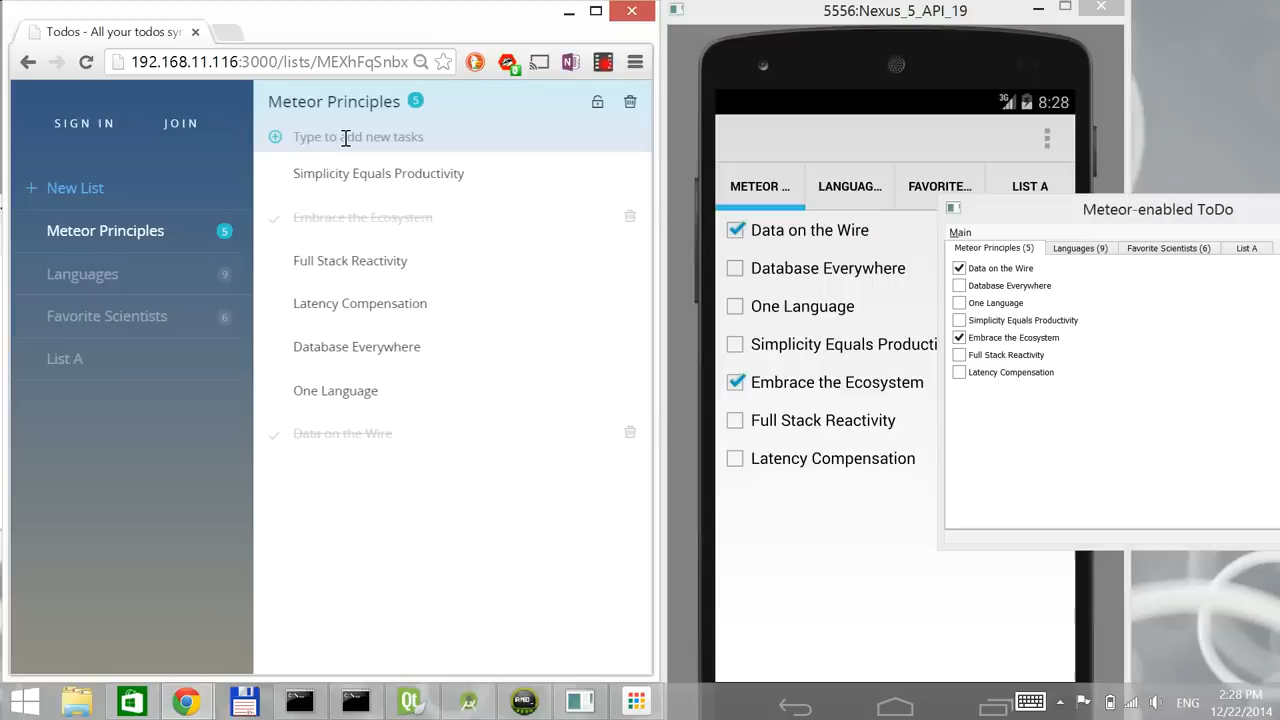 Todos - All your todos syr
192.168.11.116:3000/lists/MEXhFqSnbx
SIGN IN
JOIN
+ New List
Meteor Principles 5
Languages 9
Favorite Scientists 6
List A
Meteor Principles 5
Type to add new tasks
Simplicity Equals Productivity
Embrace the Ecosystem
Full Stack Reactivity
Latency Compensation
Database Everywhere
One Language
Data on the Wire
5556:Nexus_5_API_19
3G 8:28
METEOR ...
LANGUAG...
FAVORITE...
LIST A
Data on the Wire
Database Everywhere
One Language
Simplicity Equals Producti
Embrace the Ecosystem
Full Stack Reactivity
Latency Compensation
Meteor-enabled ToDo
Main
Meteor Principles (5)
Languages (9)
Favorite Scientists (6)
List A
Data on the Wire
Database Everywhere
One Language
Simplicity Equals Productivity
Embrace the Ecosystem
Full Stack Reactivity
Latency Compensation
Qt
ENG
2:28 PM
12/22/2014